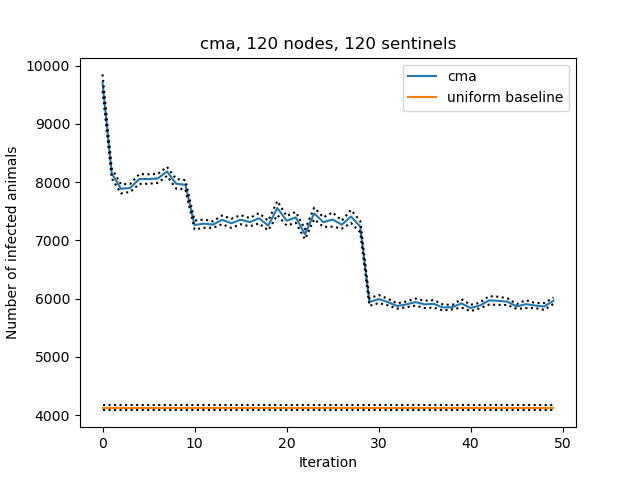 cma, 120 nodes, 120 sentinels
cma
uniform baseline
Number of infected animals
10000
9000
8000
7000
6000
5000
4000
0 10 20 30 40 50
Iteration